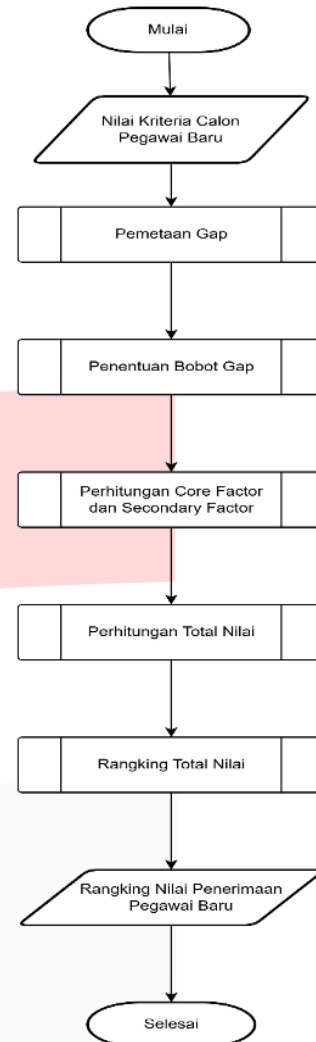 Mulai
Nilai Kriteria Calon
Pegawai Baru
Pemetaan Gap
Penentuan Bobot Gap
Perhitungan Core Factor
dan Secondary Factor
Perhitungan Total Nilai
Rangking Total Nilai
Rangking Nilai Penerimaan
Pegawai Baru
Selesai